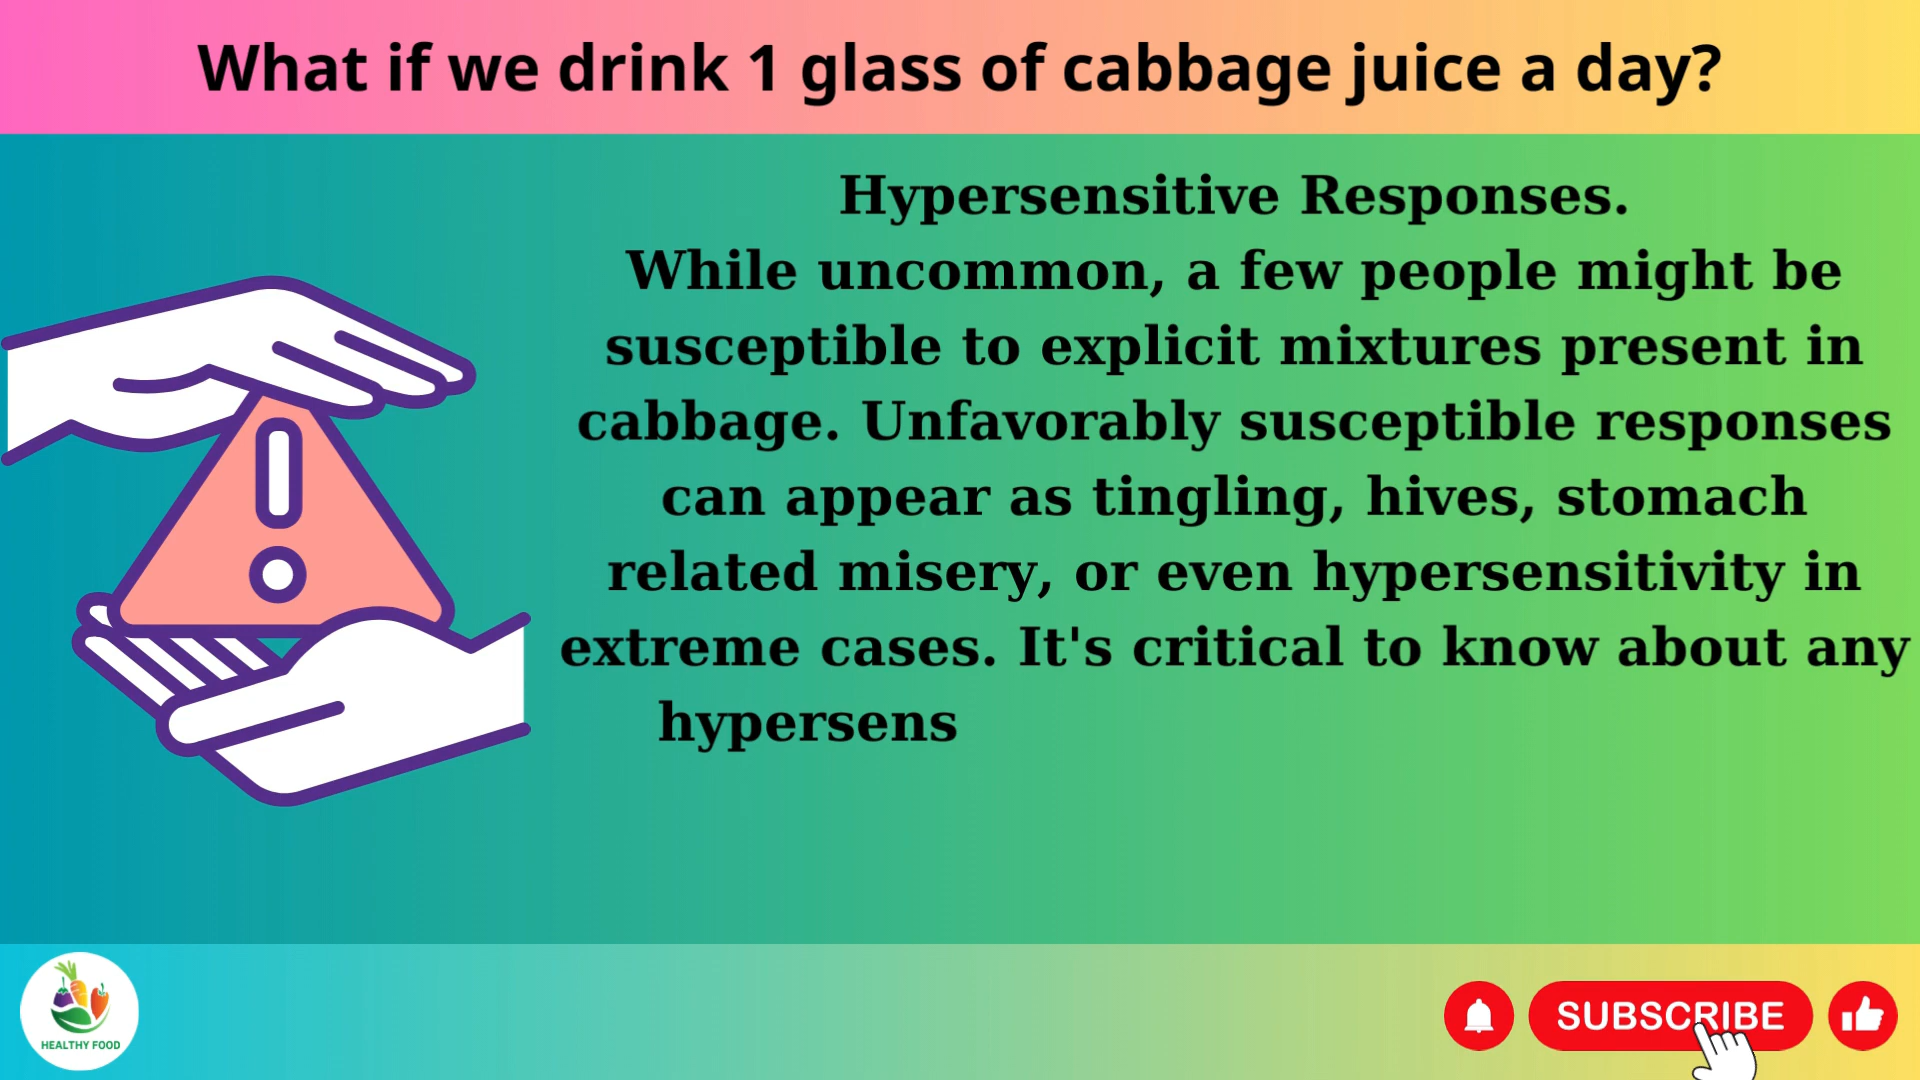 What if we drink 1 glass of cabbage juice a day?
Hypersensitive Responses.
While uncommon, a few people might be
susceptible to explicit mixtures present in
cabbage. Unfavorably susceptible responses
can appear as tingling, hives, stomach
related misery, or even hypersensitivity in
extreme cases. It's critical to know about any
hypersens
HEALTHY FOOD
SUBSCRIBE